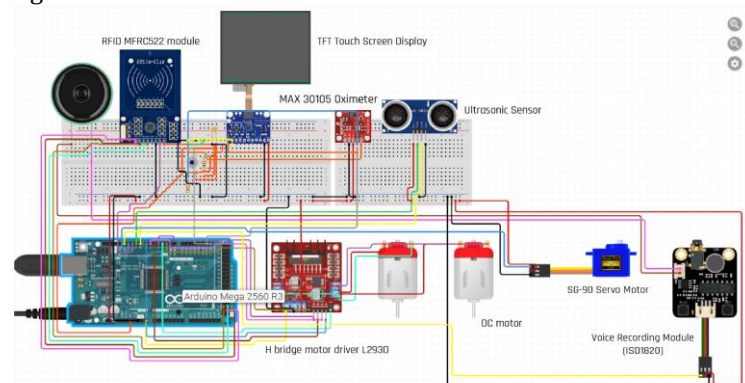 RFID MFRC522 module
TFT Touch Screen Display
MAX 30105 Oximeter
Ultrasonic Sensor
Arduino Mega 2560 R3
SG-90 Servo Motor
DC motor
H bridge motor driver L293D
Voice Recording Module
(ISD1820)